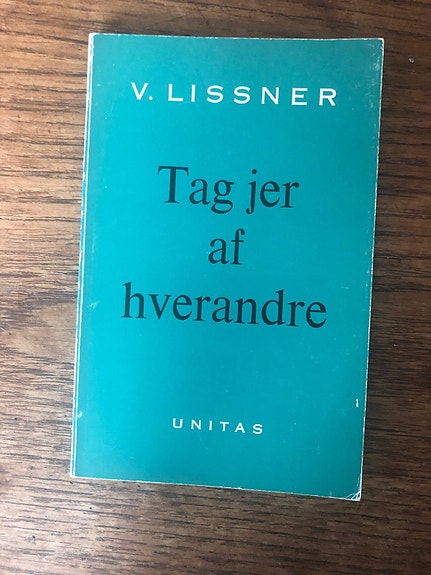 V. LISSNER
Tag jer
af
hverandre
UNITAS